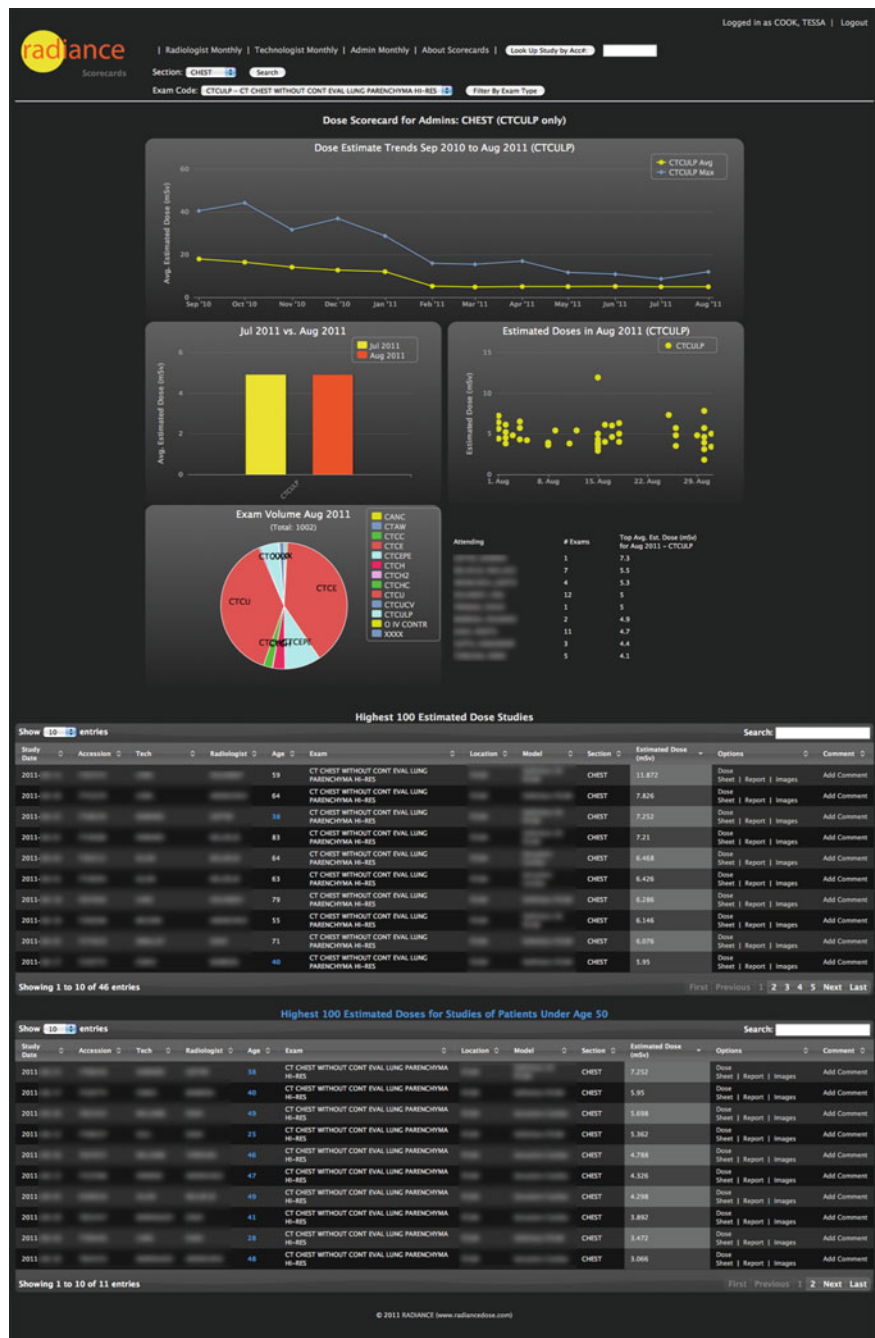 Logged in as COOK, TESSA | Logout
radiance
Scorecards
| Radiologist Monthly | Technologist Monthly | Admin Monthly | About Scorecards | Look Up Study by Acc#:
Section: CHEST Search
Exam Code: CTCULP - CT CHEST WITHOUT CONT EVAL LUNG PARENCHYMA HI-RES Filter By Exam Type
Dose Scorecard for Admins: CHEST (CTCULP only)
Dose Estimate Trends Sep 2010 to Aug 2011 (CTCULP)
CTCULP Avg
CTCULP Max
Avg. Estimated Dose (mSv)
60
40
20
0
Sep '10 Oct '10 Nov '10 Dec '10 Jan '11 Feb '11 Mar '11 Apr '11 May '11 Jun '11 Jul '11 Aug '11
Jul 2011 vs. Aug 2011
Jul 2011
Aug 2011
Avg. Estimated Dose (mSv)
6
4
2
0
CTCULP
Estimated Doses in Aug 2011 (CTCULP)
CTCULP
Estimated Dose (mSv)
15
10
5
0
1. Aug 8. Aug 15. Aug 22. Aug 29. Aug
Exam Volume Aug 2011
(Total: 1002)
CTCE
CTCU
CANC
CTAW
CTCC
CTCE
CTCEPE
CTCH
CTCH2
CTCHC
CTCU
CTCUCV
CTCULP
O IV CONTR
XXXX
Attending # Exams Top Avg. Est. Dose (mSv)
for Aug 2011 - CTCULP
1 7.3
7 5.5
4 5.3
12 5
1 5
2 4.9
11 4.7
3 4.4
5 4.1
Highest 100 Estimated Dose Studies
Show 10 entries Search:
Study Date Accession Tech Radiologist Age Exam Location Model Section Estimated Dose (mSv) Options Comment
2011- 59 CT CHEST WITHOUT CONT EVAL LUNG PARENCHYMA HI-RES CHEST 11.872 Dose Sheet | Report | Images Add Comment
2011- 64 CT CHEST WITHOUT CONT EVAL LUNG PARENCHYMA HI-RES CHEST 7.826 Dose Sheet | Report | Images Add Comment
2011- 38 CT CHEST WITHOUT CONT EVAL LUNG PARENCHYMA HI-RES CHEST 7.252 Dose Sheet | Report | Images Add Comment
2011- 83 CT CHEST WITHOUT CONT EVAL LUNG PARENCHYMA HI-RES CHEST 7.21 Dose Sheet | Report | Images Add Comment
2011- 64 CT CHEST WITHOUT CONT EVAL LUNG PARENCHYMA HI-RES CHEST 6.468 Dose Sheet | Report | Images Add Comment
2011- 63 CT CHEST WITHOUT CONT EVAL LUNG PARENCHYMA HI-RES CHEST 6.426 Dose Sheet | Report | Images Add Comment
2011- 79 CT CHEST WITHOUT CONT EVAL LUNG PARENCHYMA HI-RES CHEST 6.286 Dose Sheet | Report | Images Add Comment
2011- 55 CT CHEST WITHOUT CONT EVAL LUNG PARENCHYMA HI-RES CHEST 6.146 Dose Sheet | Report | Images Add Comment
2011- 71 CT CHEST WITHOUT CONT EVAL LUNG PARENCHYMA HI-RES CHEST 6.076 Dose Sheet | Report | Images Add Comment
2011- 40 CT CHEST WITHOUT CONT EVAL LUNG PARENCHYMA HI-RES CHEST 5.95 Dose Sheet | Report | Images Add Comment
Showing 1 to 10 of 46 entries First Previous 1 2 3 4 5 Next Last
Highest 100 Estimated Doses for Studies of Patients Under Age 50
Show 10 entries Search:
Study Date Accession Tech Radiologist Age Exam Location Model Section Estimated Dose (mSv) Options Comment
2011 38 CT CHEST WITHOUT CONT EVAL LUNG PARENCHYMA HI-RES CHEST 7.252 Dose Sheet | Report | Images Add Comment
2011 40 CT CHEST WITHOUT CONT EVAL LUNG PARENCHYMA HI-RES CHEST 5.95 Dose Sheet | Report | Images Add Comment
2011 49 CT CHEST WITHOUT CONT EVAL LUNG PARENCHYMA HI-RES CHEST 5.698 Dose Sheet | Report | Images Add Comment
2011 25 CT CHEST WITHOUT CONT EVAL LUNG PARENCHYMA HI-RES CHEST 5.362 Dose Sheet | Report | Images Add Comment
2011 46 CT CHEST WITHOUT CONT EVAL LUNG PARENCHYMA HI-RES CHEST 4.788 Dose Sheet | Report | Images Add Comment
2011 47 CT CHEST WITHOUT CONT EVAL LUNG PARENCHYMA HI-RES CHEST 4.326 Dose Sheet | Report | Images Add Comment
2011 49 CT CHEST WITHOUT CONT EVAL LUNG PARENCHYMA HI-RES CHEST 4.298 Dose Sheet | Report | Images Add Comment
2011 41 CT CHEST WITHOUT CONT EVAL LUNG PARENCHYMA HI-RES CHEST 3.892 Dose Sheet | Report | Images Add Comment
2011 28 CT CHEST WITHOUT CONT EVAL LUNG PARENCHYMA HI-RES CHEST 3.472 Dose Sheet | Report | Images Add Comment
2011 48 CT CHEST WITHOUT CONT EVAL LUNG PARENCHYMA HI-RES CHEST 3.066 Dose Sheet | Report | Images Add Comment
Showing 1 to 10 of 11 entries First Previous 1 2 Next Last
© 2011 RADIANCE (www.radiancedose.com)